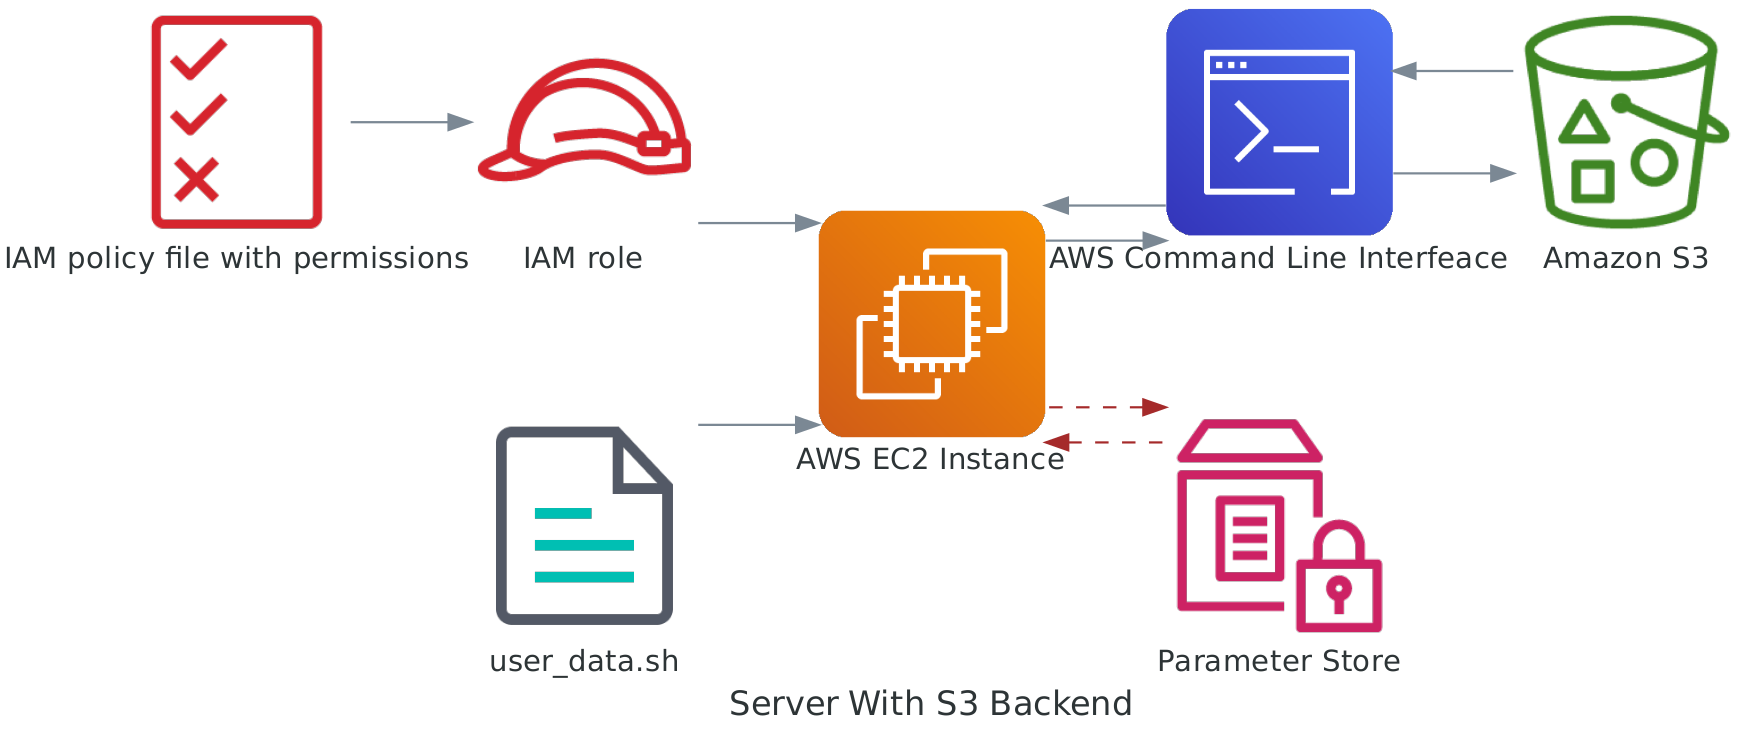 IAM policy file with permissions
IAM role
AWS Command Line Interfeace
Amazon S3
AWS EC2 Instance
user_data.sh
Parameter Store
Server With S3 Backend